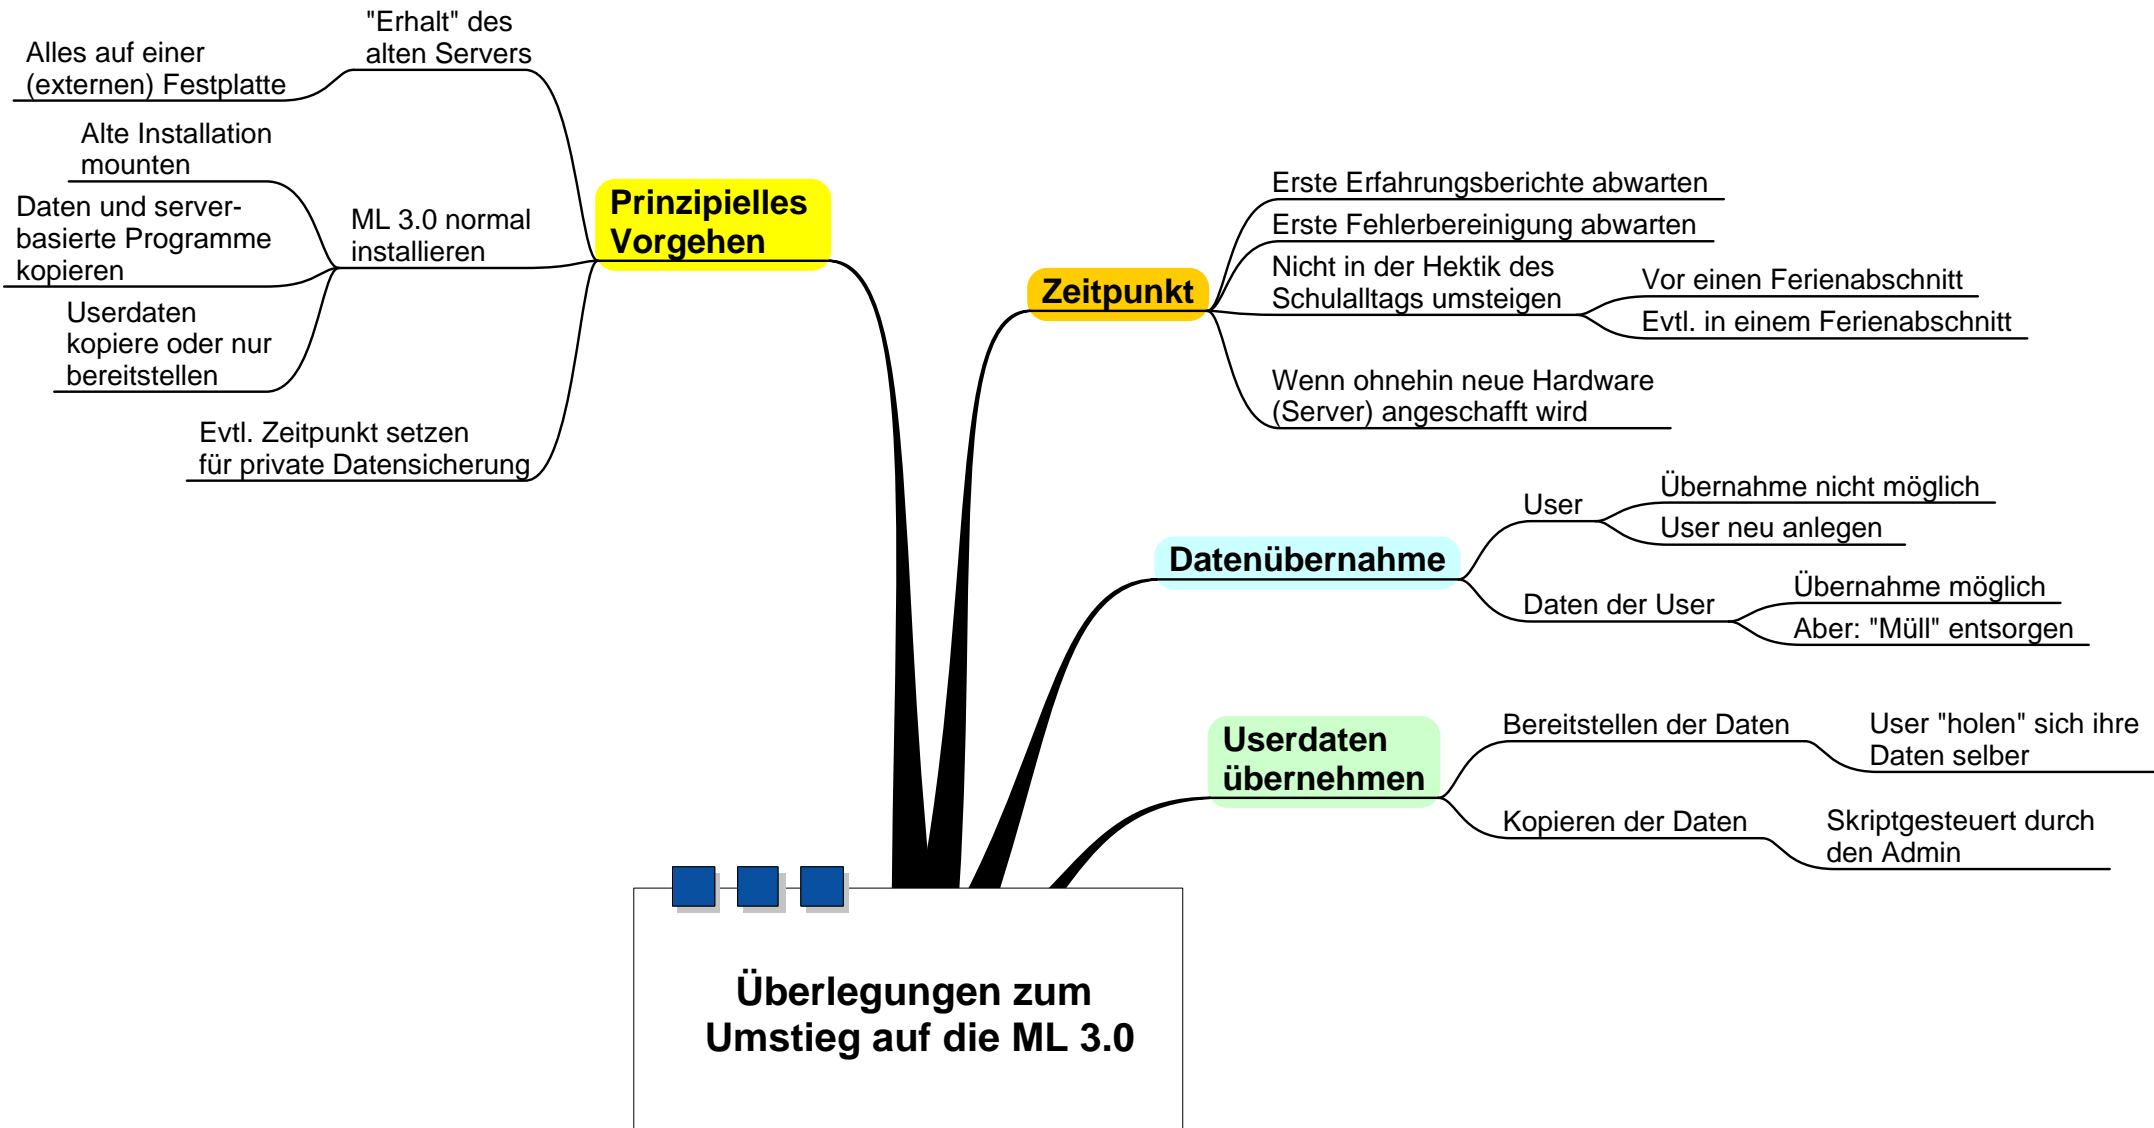 "Erhalt" des
alten Servers
Alles auf einer
(externen) Festplatte
Alte Installation
mounten
Daten und server-
basierte Programme
kopieren
Userdaten
kopiere oder nur
bereitstellen
ML 3.0 normal
installieren
Evtl. Zeitpunkt setzen
für private Datensicherung
Prinzipielles
Vorgehen
Zeitpunkt
Erste Erfahrungsberichte abwarten
Erste Fehlerbereinigung abwarten
Nicht in der Hektik des
Schulalltags umsteigen
Vor einen Ferienabschnitt
Evtl. in einem Ferienabschnitt
Wenn ohnehin neue Hardware
(Server) angeschafft wird
Datenübernahme
User
Übernahme nicht möglich
User neu anlegen
Daten der User
Übernahme möglich
Aber: "Müll" entsorgen
Userdaten
übernehmen
Bereitstellen der Daten
User "holen" sich ihre
Daten selber
Kopieren der Daten
Skriptgesteuert durch
den Admin
Überlegungen zum
Umstieg auf die ML 3.0